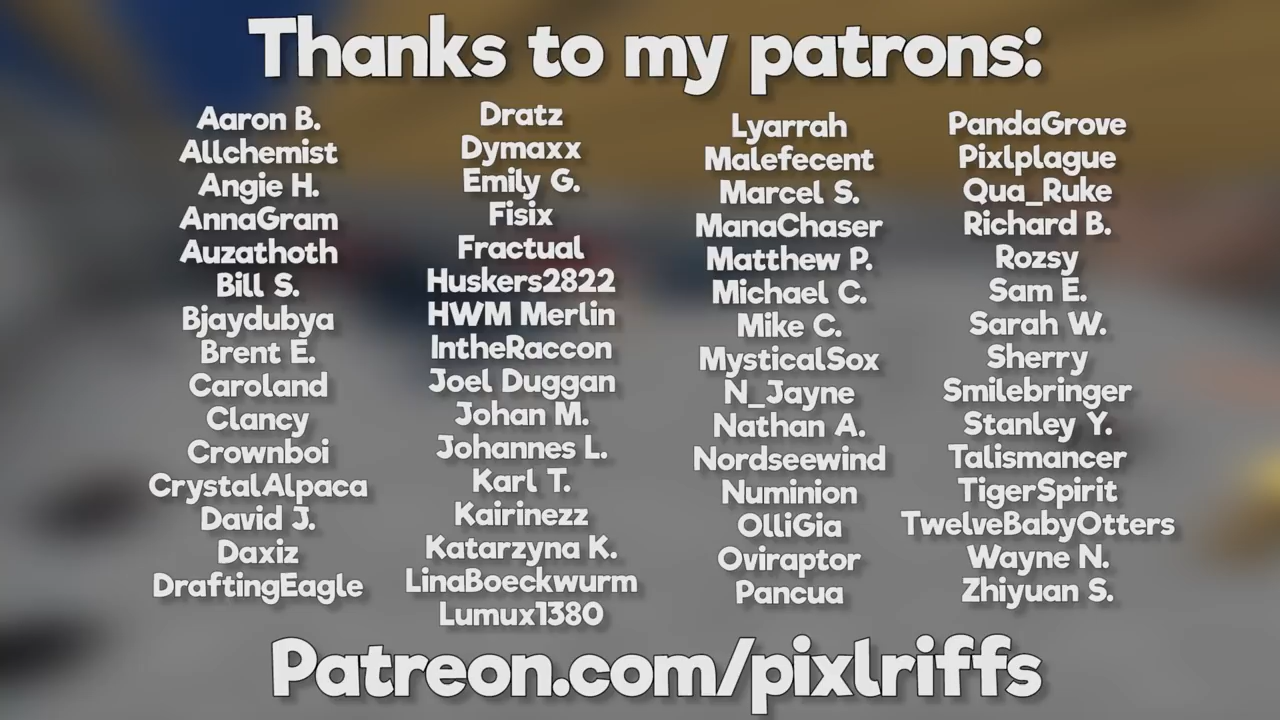 Thanks to my patrons:
Aaron B.
Allchemist
Angie H.
AnnaGram
Auzathoth
Bill S.
Bjaydubya
Brent E.
Caroland
Clancy
Crownboi
CrystalAlpaca
David J.
Daxiz
DraftingEagle
Dratz
Dymaxx
Emily G.
Fisix
Fractual
Huskers2822
HWM Merlin
IntheRaccon
Joel Duggan
Johan M.
Johannes L.
Karl T.
Kairinezz
Katarzyna K.
LinaBoeckwurm
Lumux1380
Lyarrah
Malefecent
Marcel S.
ManaChaser
Matthew P.
Michael C.
Mike C.
MysticalSox
N_Jayne
Nathan A.
Nordseewind
Numinion
OlliGia
Oviraptor
Pancua
PandaGrove
Pixlplague
Qua_Ruke
Richard B.
Rozsy
Sam E.
Sarah W.
Sherry
Smilebringer
Stanley Y.
Talismancer
TigerSpirit
TwelveBabyOtters
Wayne N.
Zhiyuan S.
Patreon.com/pixlriffs